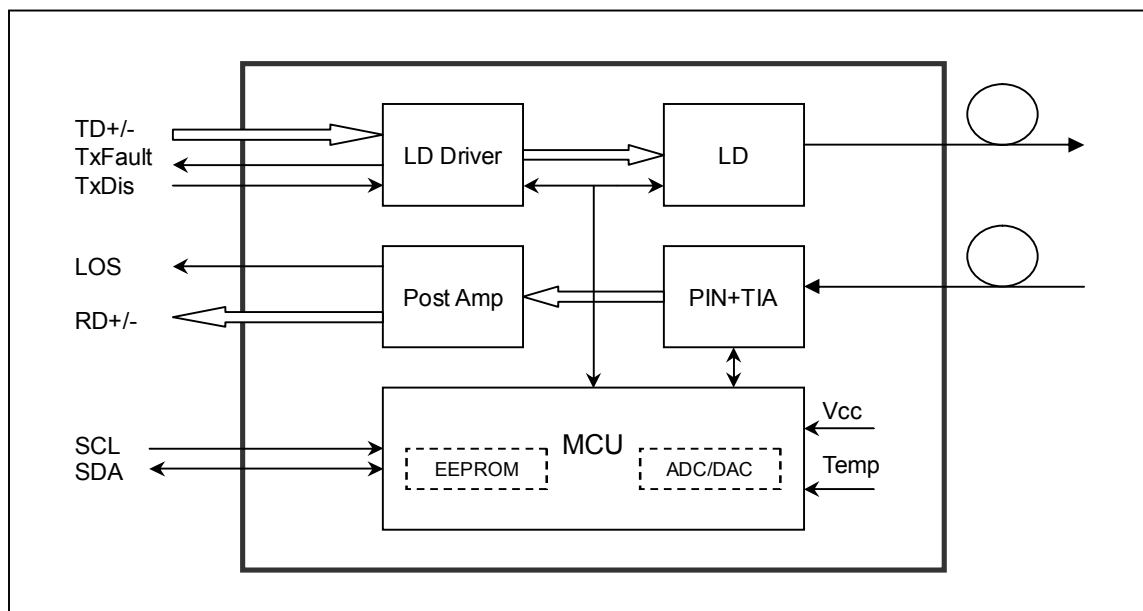 TD+/-
TxFault
TxDis
LD Driver
LD
LOS
RD+/-
Post Amp
PIN+TIA
SCL
SDA
MCU
EEPROM
ADC/DAC
Vcc
Temp